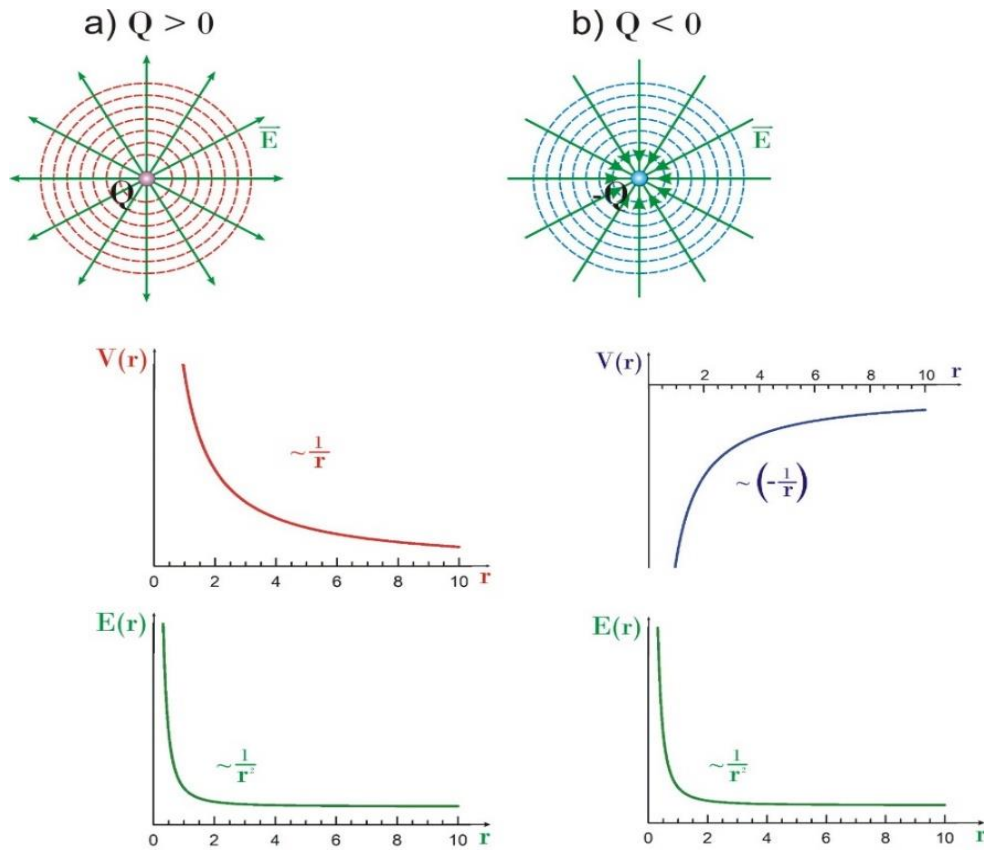 a) Q > 0
b) Q < 0
E
Q
E
-Q
V(r)
~ 1/r
0 2 4 6 8 10 r
V(r)
2 4 6 8 10 r
~ (-1/r)
E(r)
~ 1/r²
0 2 4 6 8 10 r
E(r)
~ 1/r²
0 2 4 6 8 10 r